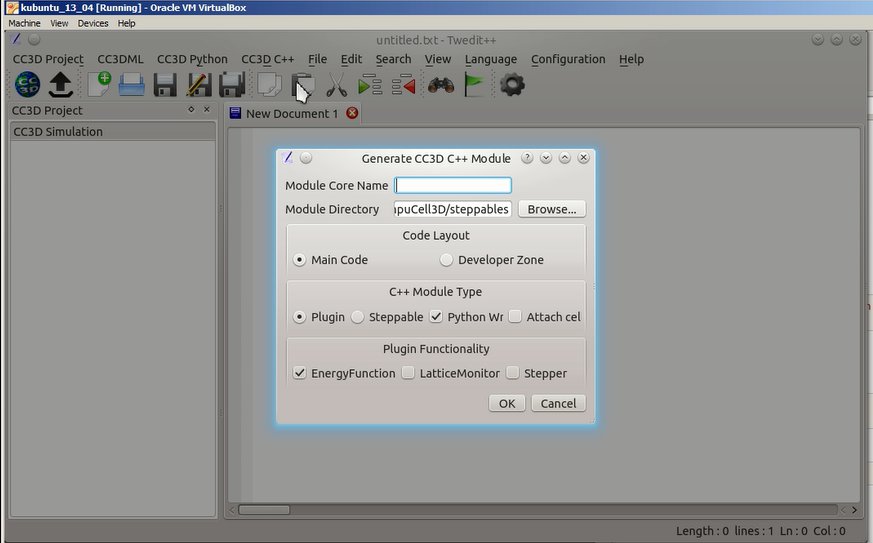 kubuntu_13_04 [Running] - Oracle VM VirtualBox
Machine View Devices Help
untitled.txt - Twedit++
CC3D Project CC3DML CC3D Python CC3D C++ File Edit Search View Language Configuration Help
CC3D Project
New Document 1
CC3D Simulation
Generate CC3D C++ Module
Module Core Name
Module Directory puCell3D/steppables Browse...
Code Layout
Main Code Developer Zone
C++ Module Type
Plugin Steppable Python Wr Attach cel
Plugin Functionality
EnergyFunction LatticeMonitor Stepper
OK Cancel
Length : 0 lines : 1 Ln : 0 Col : 0